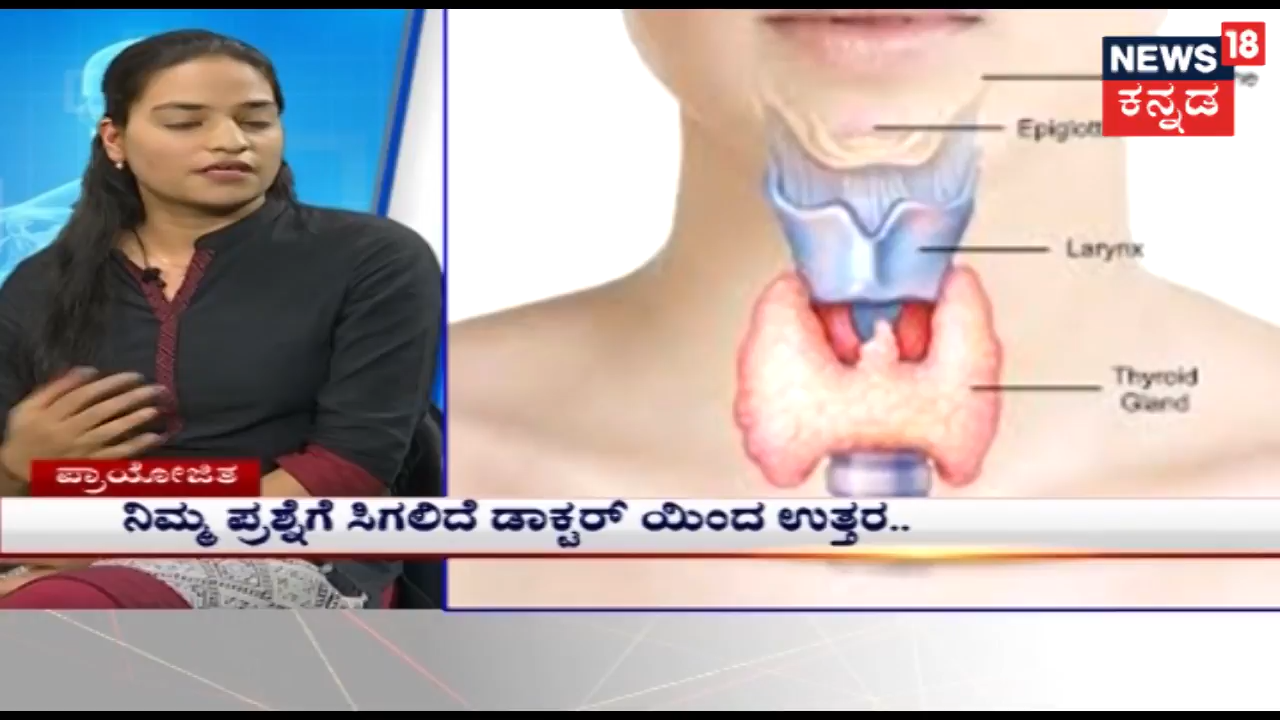 NEWS 18
ಕನ್ನಡ
Larynx
Thyroid
Gland
ಪ್ರಾಯೋಜಿತ
ನಿಮ್ಮ ಪ್ರಶ್ನೆಗೆ ಸಿಗಲಿದೆ ಡಾಕ್ಟರ್ ಯಿಂದ ಉತ್ತರ..